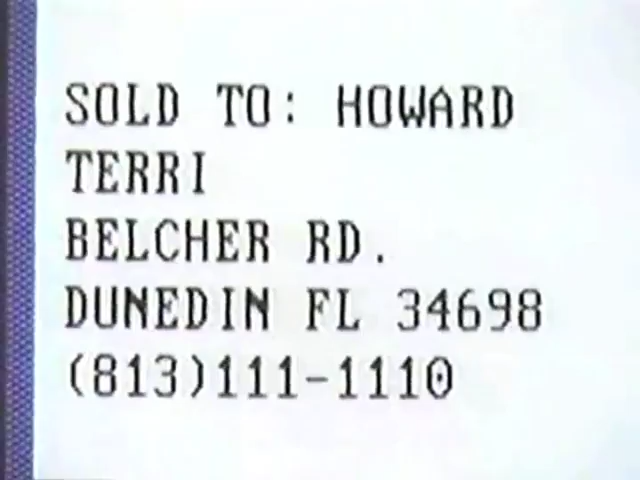 SOLD TO: HOWARD
TERRI
BELCHER RD.
DUNEDIN FL 34698
(813)111-1110